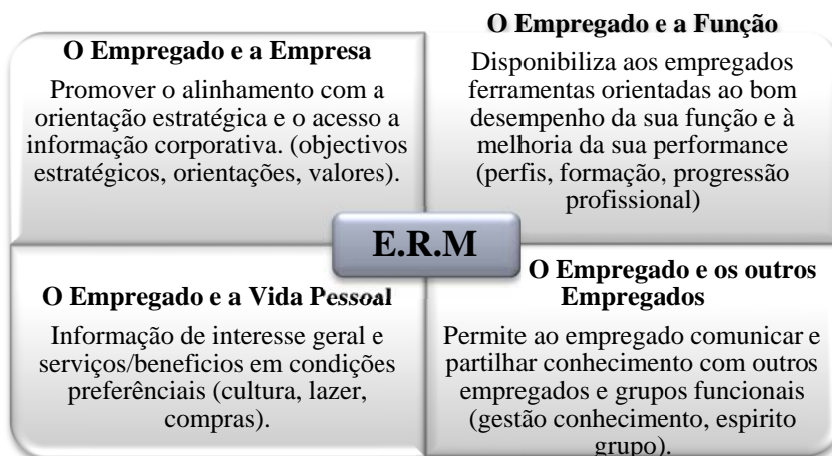 O Empregado e a Empresa
Promover o alinhamento com a
orientação estratégica e o acesso a
informação corporativa. (objectivos
estratégicos, orientações, valores).
O Empregado e a Função
Disponibiliza aos empregados
ferramentas orientadas ao bom
desempenho da sua função e à
melhoria da sua performance
(perfis, formação, progressão
profissional)
E.R.M
O Empregado e a Vida Pessoal
Informação de interesse geral e
serviços/beneficios em condições
preferênciais (cultura, lazer,
compras).
O Empregado e os outros
Empregados
Permite ao empregado comunicar e
partilhar conhecimento com outros
empregados e grupos funcionais
(gestão conhecimento, espirito
grupo).